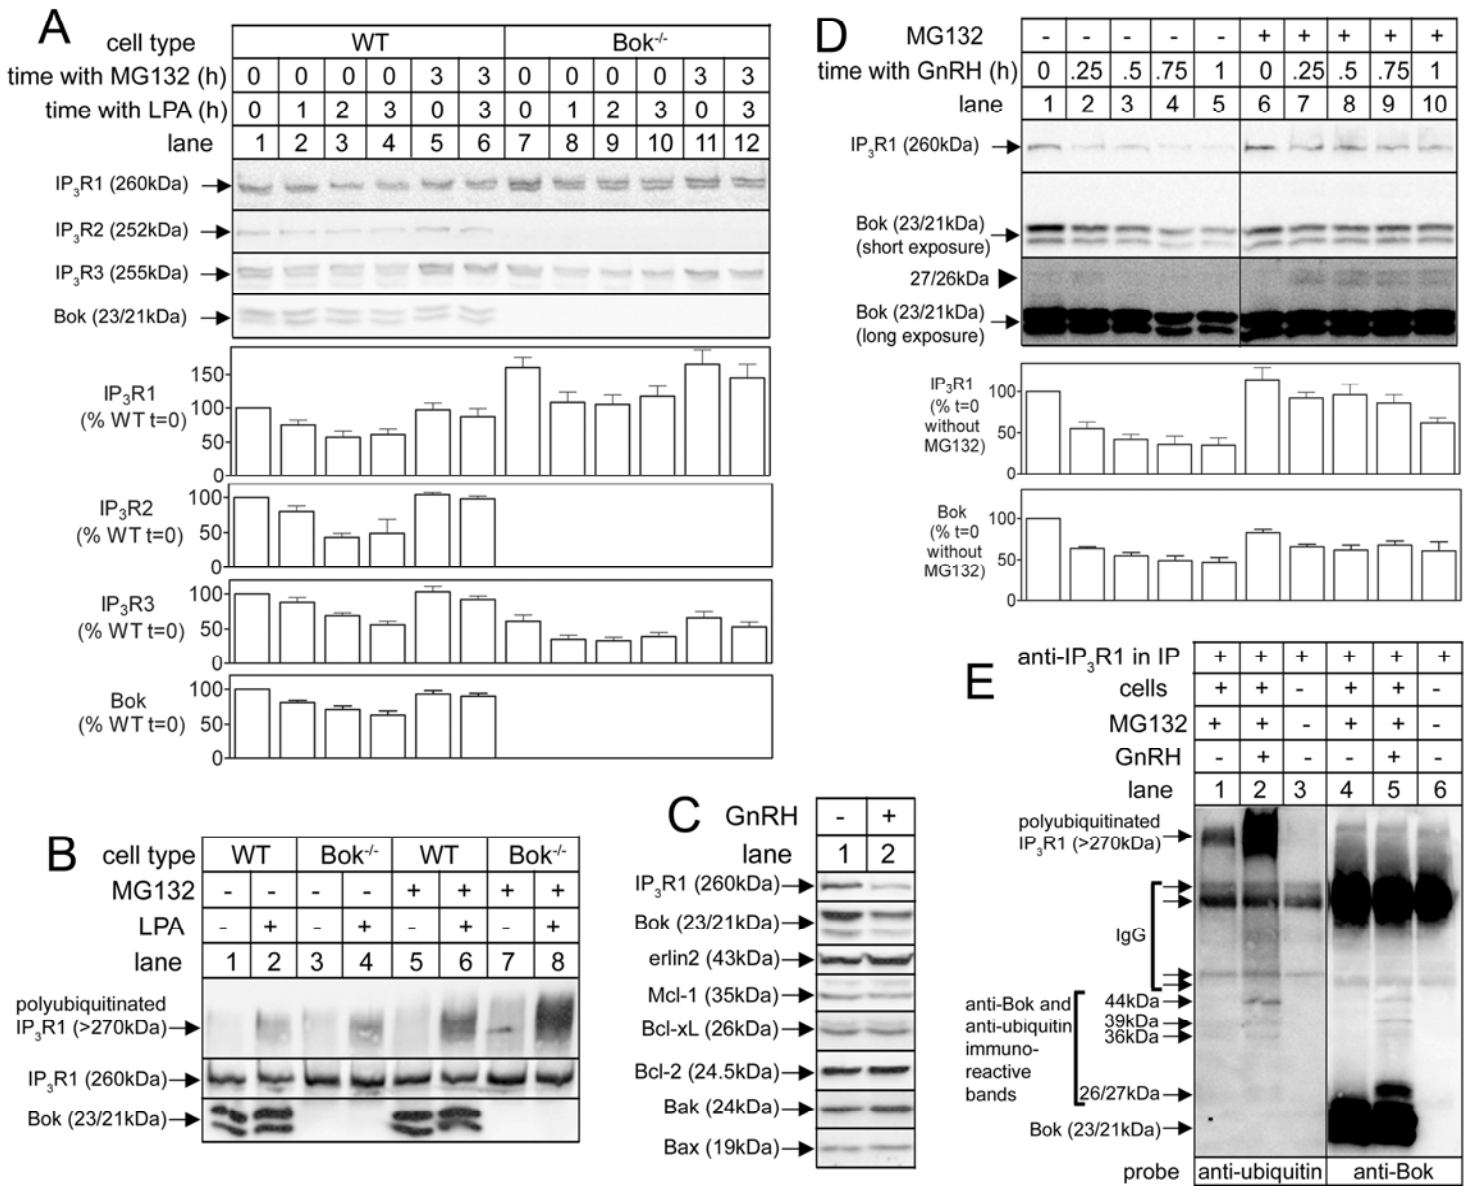 A
cell type WT Bok-/-
time with MG132 (h) 0 0 0 0 3 3 0 0 0 0 3 3
time with LPA (h) 0 1 2 3 0 3 0 1 2 3 0 3
lane 1 2 3 4 5 6 7 8 9 10 11 12
IP3R1 (260kDa)
IP3R2 (252kDa)
IP3R3 (255kDa)
Bok (23/21kDa)
IP3R1
(% WT t=0)
150
100
50
0
IP3R2
(% WT t=0)
100
50
0
IP3R3
(% WT t=0)
100
50
0
Bok
(% WT t=0)
100
50
0
B
cell type WT Bok-/- WT Bok-/-
MG132 - - - - + + + +
LPA - + - + - + - +
lane 1 2 3 4 5 6 7 8
polyubiquitinated
IP3R1 (>270kDa)
IP3R1 (260kDa)
Bok (23/21kDa)
C
GnRH - +
lane 1 2
IP3R1 (260kDa)
Bok (23/21kDa)
erlin2 (43kDa)
Mcl-1 (35kDa)
Bcl-xL (26kDa)
Bcl-2 (24.5kDa)
Bak (24kDa)
Bax (19kDa)
D
MG132 - - - - - + + + + +
time with GnRH (h) 0 .25 .5 .75 1 0 .25 .5 .75 1
lane 1 2 3 4 5 6 7 8 9 10
IP3R1 (260kDa)
Bok (23/21kDa)
(short exposure)
27/26kDa
Bok (23/21kDa)
(long exposure)
IP3R1
(% t=0
without
MG132)
100
50
0
Bok
(% t=0
without
MG132)
100
50
0
E
anti-IP3R1 in IP + + + + + +
cells + + - + + -
MG132 + + - + + -
GnRH - + - - + -
lane 1 2 3 4 5 6
polyubiquitinated
IP3R1 (>270kDa)
IgG
anti-Bok and
anti-ubiquitin
immuno-
reactive
bands
44kDa
39kDa
36kDa
26/27kDa
Bok (23/21kDa)
probe anti-ubiquitin anti-Bok